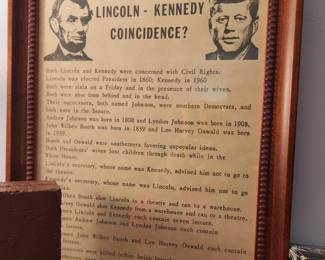 LINCOLN - KENNEDY
COINCIDENCE?
Both Lincoln and Kennedy were concerned with Civil Rights.
Lincoln was elected President in 1860; Kennedy in 1960
Both were slain on a Friday and in the presence of their wives.
Both were shot from behind and in the head.
Their successors, both named Johnson, were southern Democrats, and
both were in the Senate.
Andrew Johnson was born in 1808 and Lyndon Johnson was born in 1908.
John Wilkes Booth was born in 1839 and Lee Harvey Oswald was born
in 1939.
Booth and Oswald were southerners favoring unpopular ideas.
Both Presidents' wives lost children through death while in the
White House.
Lincoln's secretary, whose name was Kennedy, advised him not to go
to the theatre.
Kennedy's secretary, whose name was Lincoln, advised him not to go
Wilkes Booth shot Lincoln in a theatre and ran to a warehouse.
Harvey Oswald shot Kennedy from a warehouse and ran to a theatre.
names Lincoln and Kennedy each contain seven letters.
names Andrew Johnson and Lyndon Johnson each contain
letters.
names John Wilkes Booth and Lee Harvey Oswald each contain
letters.
were killed before being